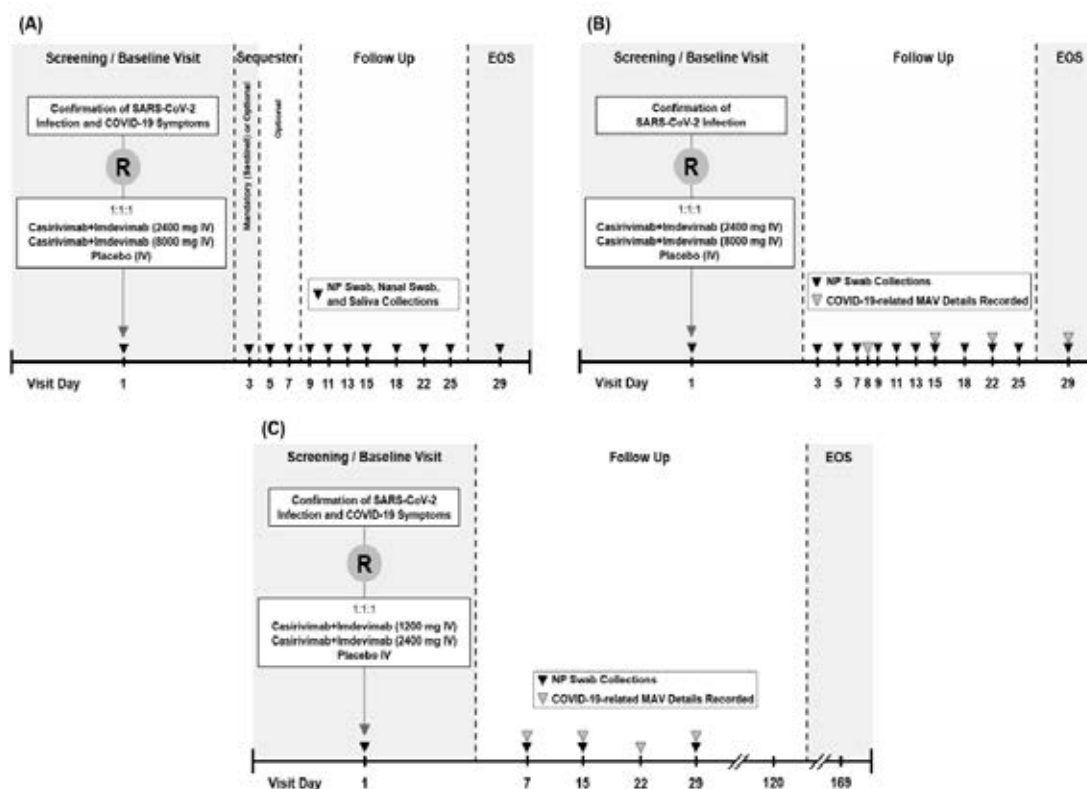 (A)
Screening / Baseline Visit
Sequester
Follow Up
EOS
Confirmation of SARS-CoV-2
Infection and COVID-19 Symptoms
Mandatory (Sentinel) or Optional
Optional
R
1:1:1
Casirivimab+Imdevimab (2400 mg IV)
Casirivimab+Imdevimab (8000 mg IV)
Placebo (IV)
NP Swab, Nasal Swab,
and Saliva Collections
Visit Day
1 3 5 7 9 11 13 15 18 22 25 29
(B)
Screening / Baseline Visit
Follow Up
EOS
Confirmation of
SARS-CoV-2 Infection
R
1:1:1
Casirivimab+Imdevimab (2400 mg IV)
Casirivimab+Imdevimab (8000 mg IV)
Placebo (IV)
NP Swab Collections
COVID-19-related MAV Details Recorded
Visit Day
1 3 5 7 8 9 11 13 15 18 22 25 29
(C)
Screening / Baseline Visit
Follow Up
EOS
Confirmation of SARS-CoV-2
Infection and COVID-19 Symptoms
R
1:1:1
Casirivimab+Imdevimab (1200 mg IV)
Casirivimab+Imdevimab (2400 mg IV)
Placebo IV
NP Swab Collections
COVID-19-related MAV Details Recorded
Visit Day
1 7 15 22 29 120 169